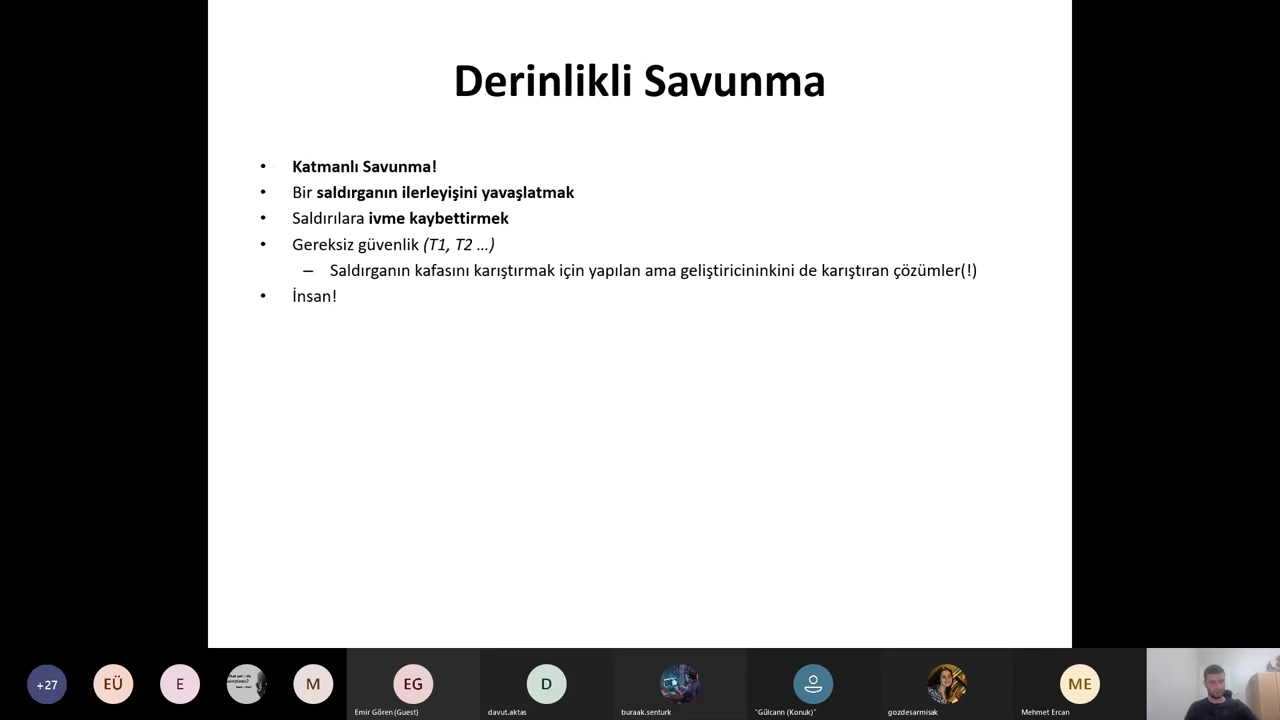 Derinlikli Savunma
• Katmanlı Savunma!
• Bir saldırganın ilerleyişini yavaşlatmak
• Saldırılara ivme kaybettirmek
• Gereksiz güvenlik (T1, T2 ...)
– Saldırganın kafasını karıştırmak için yapılan ama geliştiricininkini de karıştıran çözümler(!)
• İnsan!
+27
EÜ
E
M
EG
D
ME
Emir Gören (Guest)
davut.aktas
buraak.senturk
"Gülcann (Konuk)"
gozdesarmisak
Mehmet Ercan